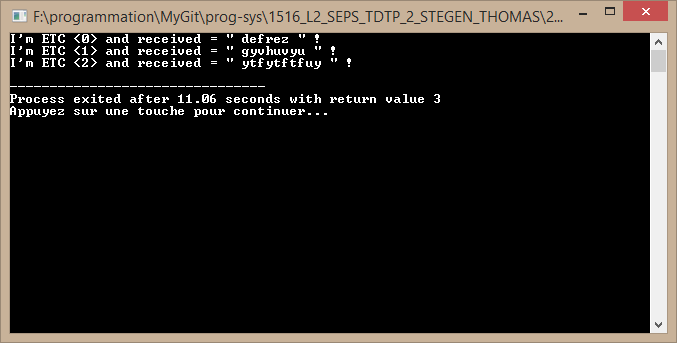 F:\programmation\MyGit\prog-sys\1516_L2_SEPS_TDTP_2_STEGEN_THOMAS\2...
I'm ETC <0> and received = " defrez " !
I'm ETC <1> and received = " gyvhuvyu " !
I'm ETC <2> and received = " ytfytftfuy " !
--------------------------------
Process exited after 11.06 seconds with return value 3
Appuyez sur une touche pour continuer...